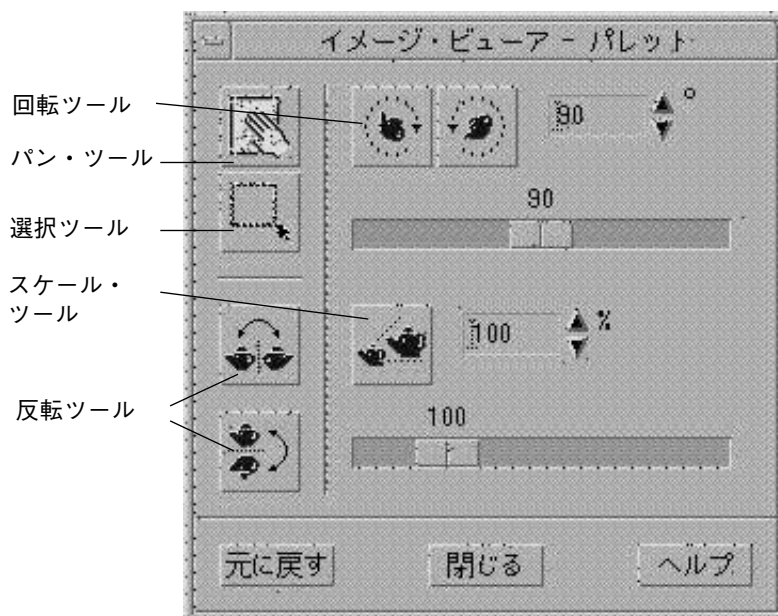 イメージ・ビューア - パレット
回転ツール
パン・ツール
選択ツール
スケール・
ツール
反転ツール
90 °
90
100 %
100
元に戻す
閉じる
ヘルプ